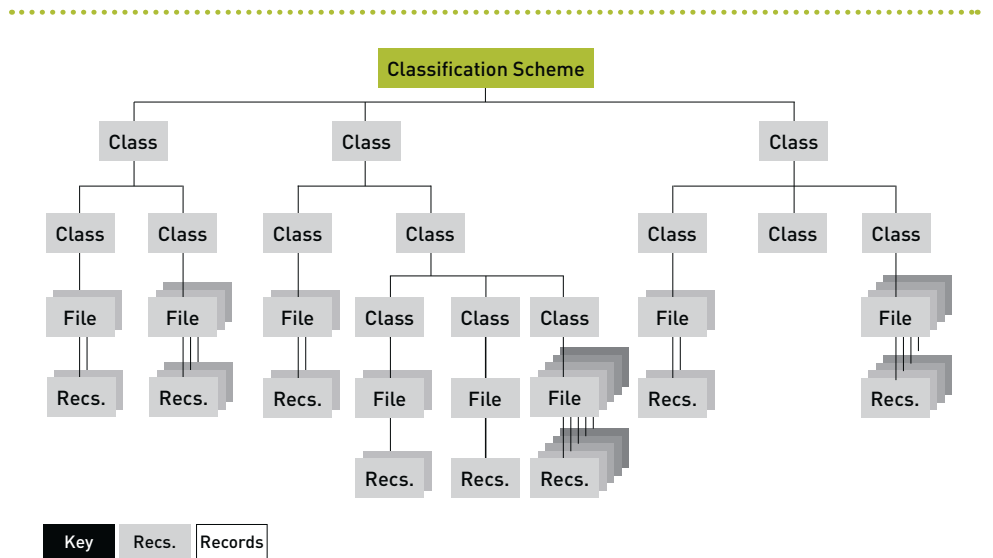 Classification Scheme
Class Class Class
Class Class Class Class Class Class Class
File File File Class Class Class File File
Recs. Recs. Recs. File File File Recs. Recs.
Recs. Recs. Recs.
Key Recs. Records